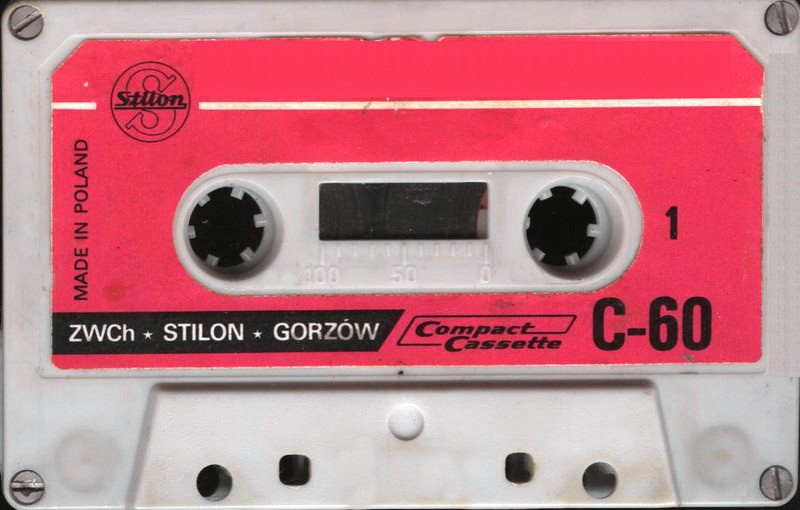 Stilon
MADE IN POLAND
1
100 50 0
ZWCh ★ STILON ★ GORZÓW
Compact
Cassette
C-60